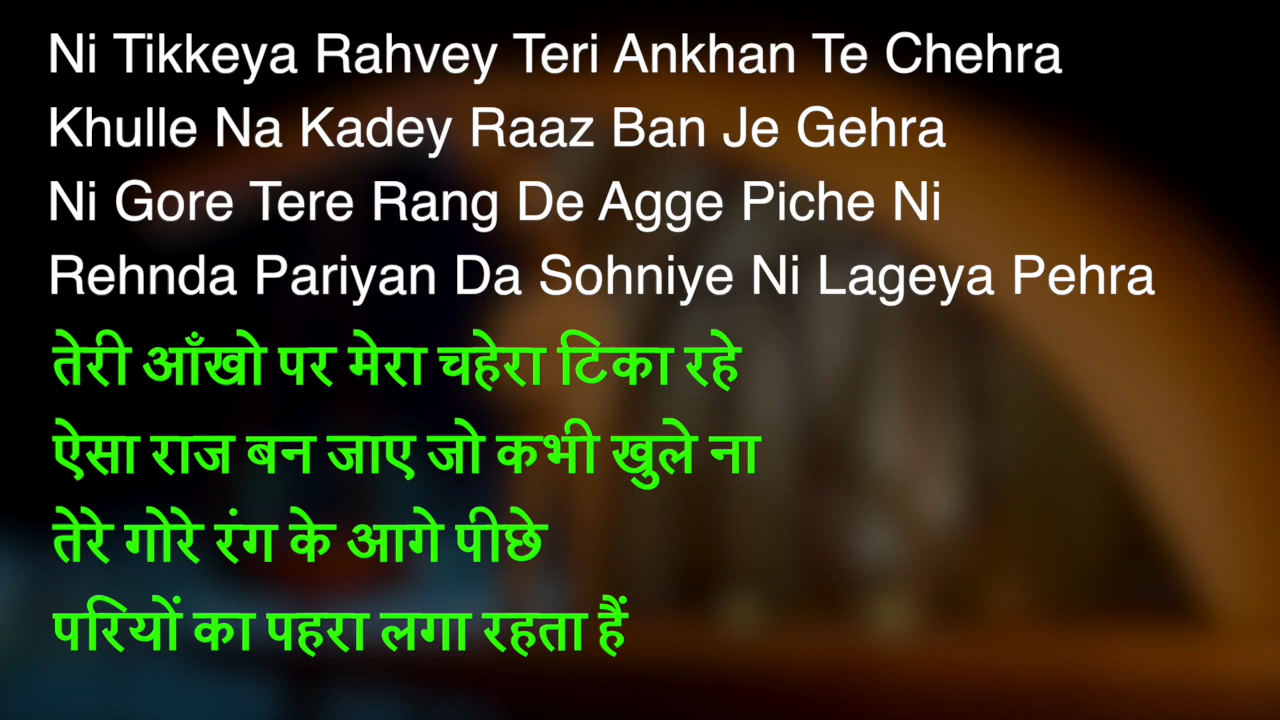 Ni Tikkeya Rahvey Teri Ankhan Te Chehra
Khulle Na Kadey Raaz Ban Je Gehra
Ni Gore Tere Rang De Agge Piche Ni
Rehnda Pariyan Da Sohniye Ni Lageya Pehra
तेरी आँखो पर मेरा चहेरा टिका रहे
ऐसा राज बन जाए जो कभी खुले ना
तेरे गोरे रंग के आगे पीछे
परियों का पहरा लगा रहता हैं